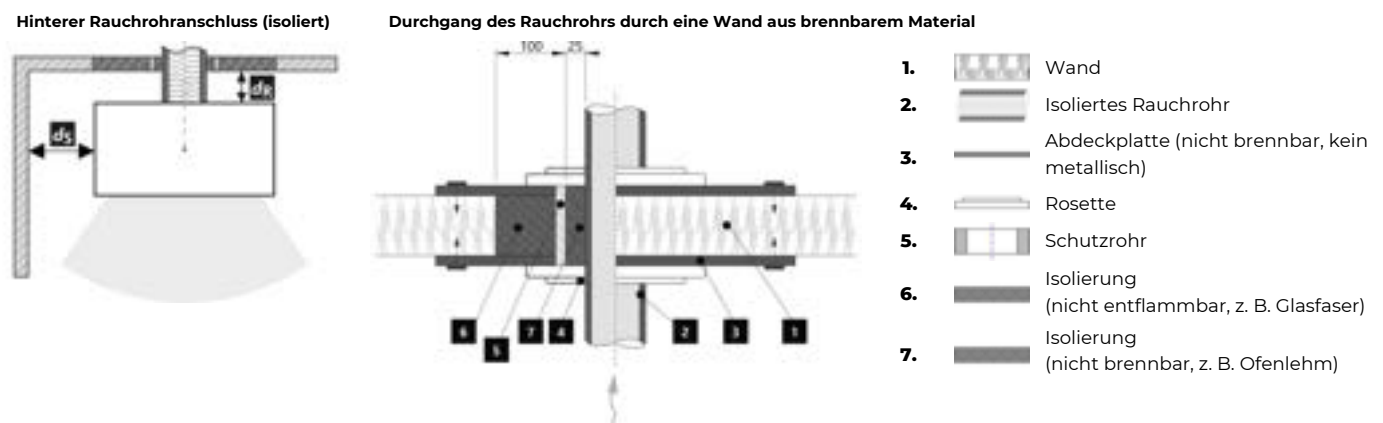 Hinterer Rauchrohranschluss (isoliert)
Durchgang des Rauchrohrs durch eine Wand aus brennbarem Material
dR
dS
100
25
6
5
7
4
2
3
1
1.
Wand
2.
Isoliertes Rauchrohr
3.
Abdeckplatte (nicht brennbar, kein
metallisch)
4.
Rosette
5.
Schutzrohr
6.
Isolierung
(nicht entflammbar, z. B. Glasfaser)
7.
Isolierung
(nicht brennbar, z. B. Ofenlehm)